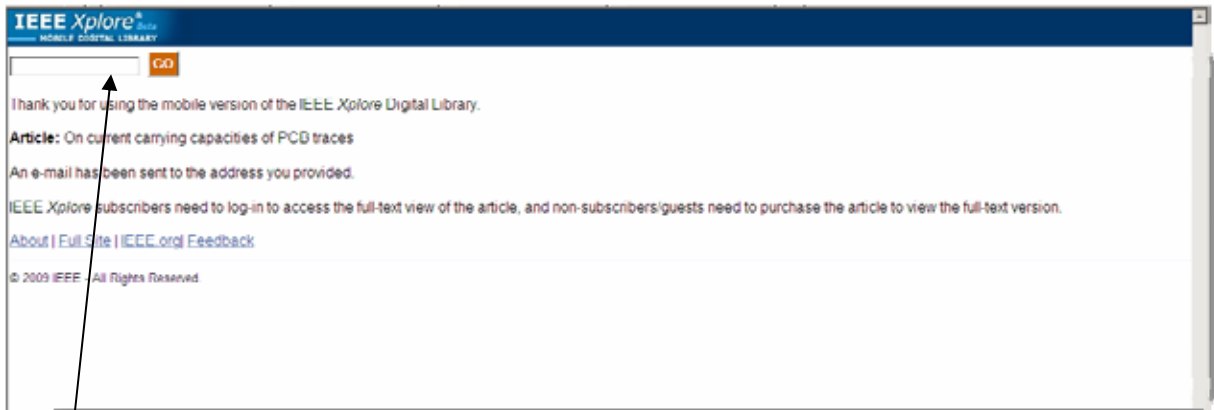 IEEE Xplore® Beta
MOBILE DIGITAL LIBRARY
GO
Thank you for using the mobile version of the IEEE Xplore Digital Library.
Article: On current carrying capacities of PCB traces
An e-mail has been sent to the address you provided.
IEEE Xplore subscribers need to log-in to access the full-text view of the article, and non-subscribers/guests need to purchase the article to view the full-text version.
About | Full Site | IEEE.org| Feedback
© 2009 IEEE - All Rights Reserved.